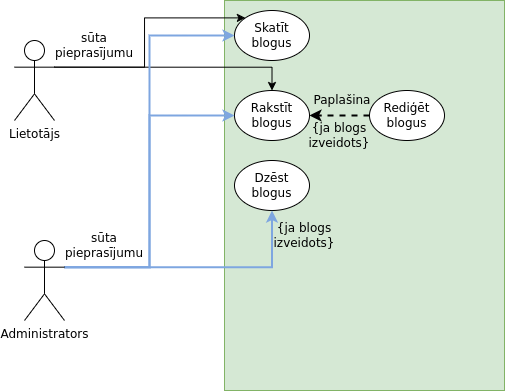 Skatīt
blogus
sūta
pieprasījumu
Lietotājs
Rakstīt
blogus
Paplašina
{ja blogs
izveidots}
Rediģēt
blogus
Dzēst
blogus
{ja blogs
izveidots}
sūta
pieprasījumu
Administrators